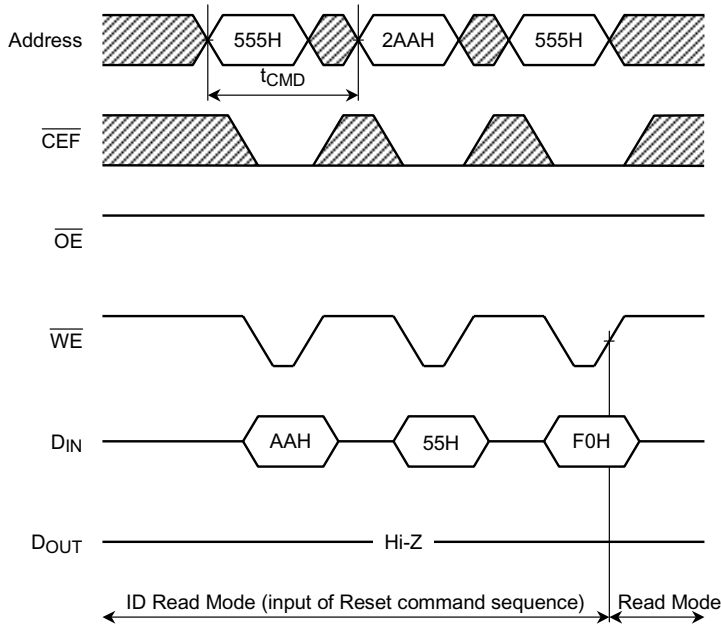 Address 555H 2AAH 555H
tCMD
CEF
OE
WE
DIN AAH 55H F0H
DOUT Hi-Z
ID Read Mode (input of Reset command sequence) Read Mode